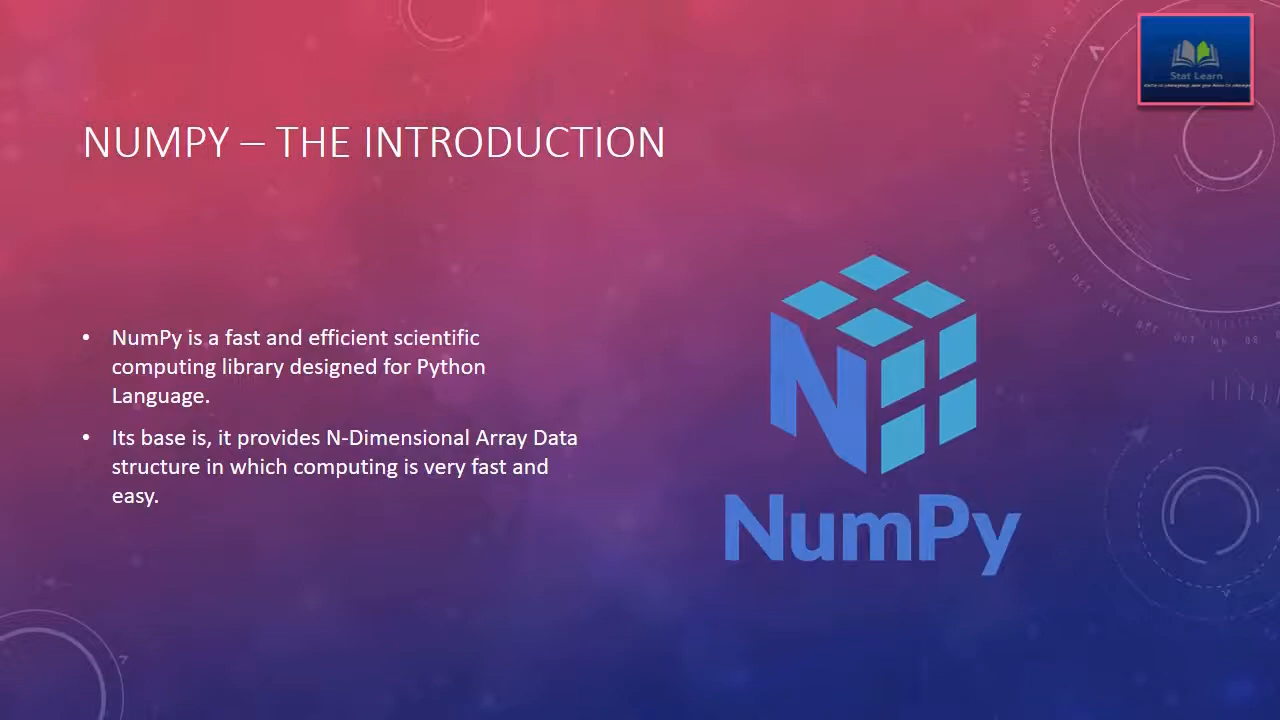 Stat Learn
NUMPY – THE INTRODUCTION
• NumPy is a fast and efficient scientific
computing library designed for Python
Language.
• Its base is, it provides N-Dimensional Array Data
structure in which computing is very fast and
easy.
NumPy